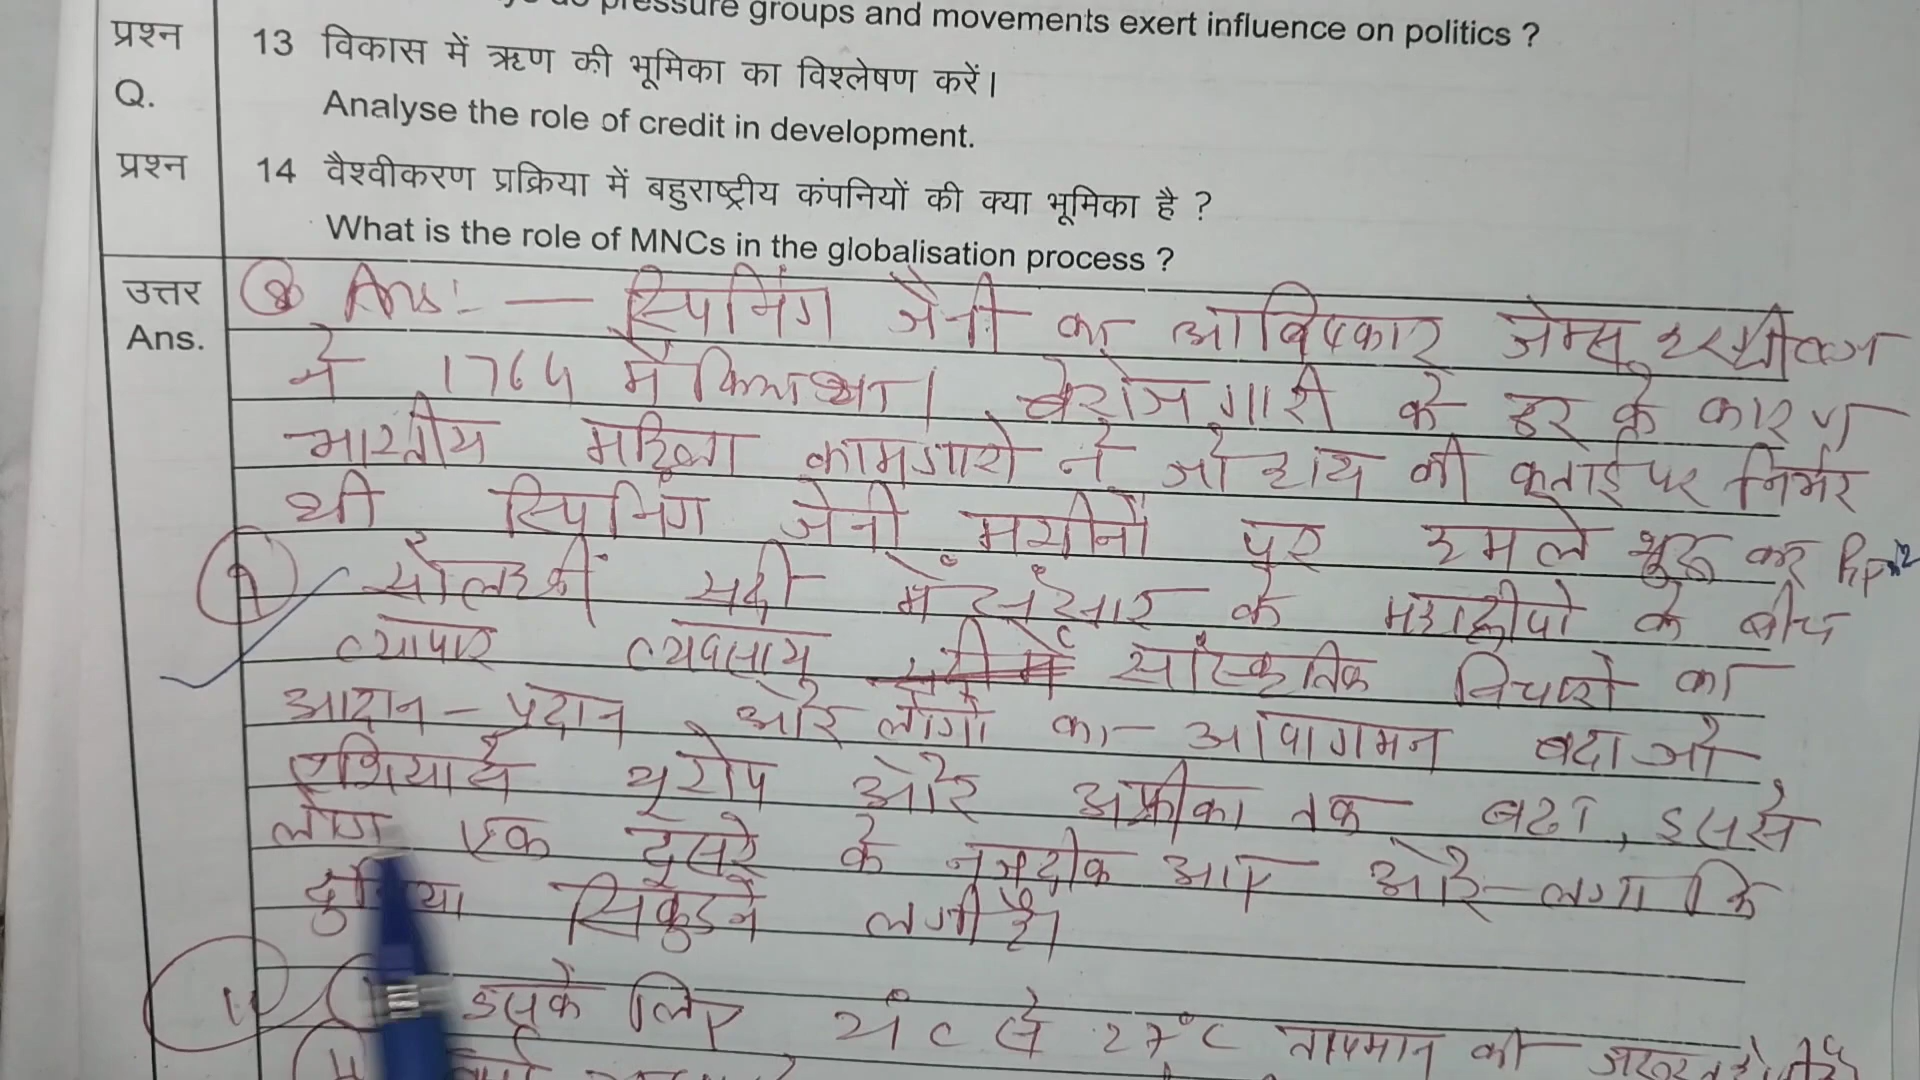 pressure groups and movements exert influence on politics ?
प्रश्न 13 विकास में ऋण की भूमिका का विश्लेषण करें।
Q. Analyse the role of credit in development.
प्रश्न 14 वैश्वीकरण प्रक्रिया में बहुराष्ट्रीय कंपनियों की क्या भूमिका है ?
What is the role of MNCs in the globalisation process ?
उत्तर
Ans.
8 Ans:- स्पिनिंग जेनी का आविष्कार जेम्स
ने 1764 में किया था। बेरोजगारी के डर के कारण
भारतीय महिला कामगारो ने जो हाथ की कताई पर निर्भर
थी स्पिनिंग जेनी मशीनों पर हमले शुरू कर
सोलहवीं सदी में संसार के महाद्वीपो के बीच
व्यापार व्यवसाय सांस्कृतिक विचारो का
आदान-प्रदान और लोगों का आवागमन बढा जो
एशिया से यूरोप और अफ्रीका तक बढा, इससे
लोग एक दूसरे के नजदीक आए और लगा कि
दुनिया सिकुडने लगी है।
11 इसके लिए 27°C तापमान की